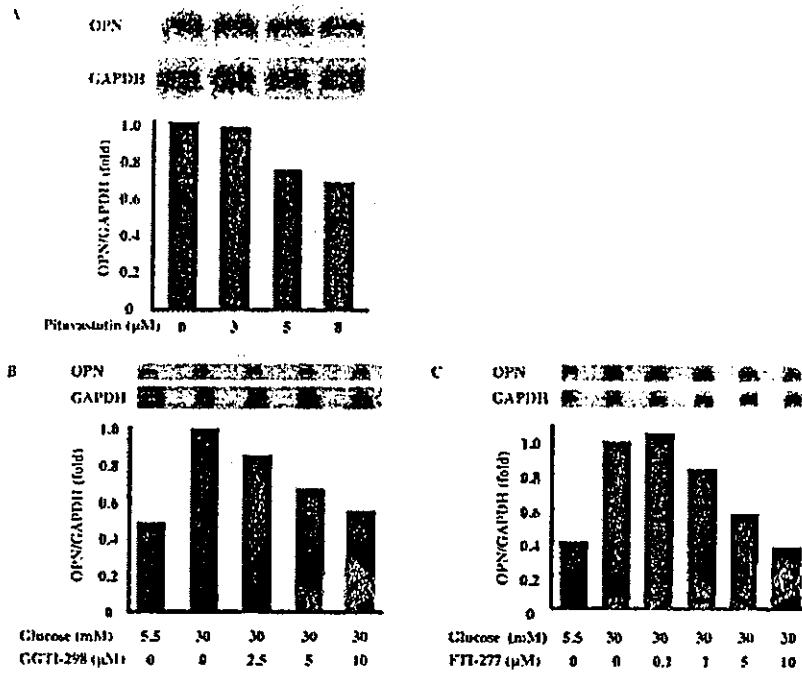 A
OPN
GAPDH
OPN/GAPDH (fold)
1.0
0.8
0.6
0.4
0.2
0
Pitavastatin (μM) 0 3 5 8
B
OPN
GAPDH
OPN/GAPDH (fold)
1.0
0.8
0.6
0.4
0.2
0
Glucose (mM) 5.5 30 30 30 30
GGTI-298 (μM) 0 0 2.5 5 10
C
OPN
GAPDH
OPN/GAPDH (fold)
1.0
0.8
0.6
0.4
0.2
0
Glucose (mM) 5.5 30 30 30 30 30
FTI-277 (μM) 0 0 0.1 1 5 10